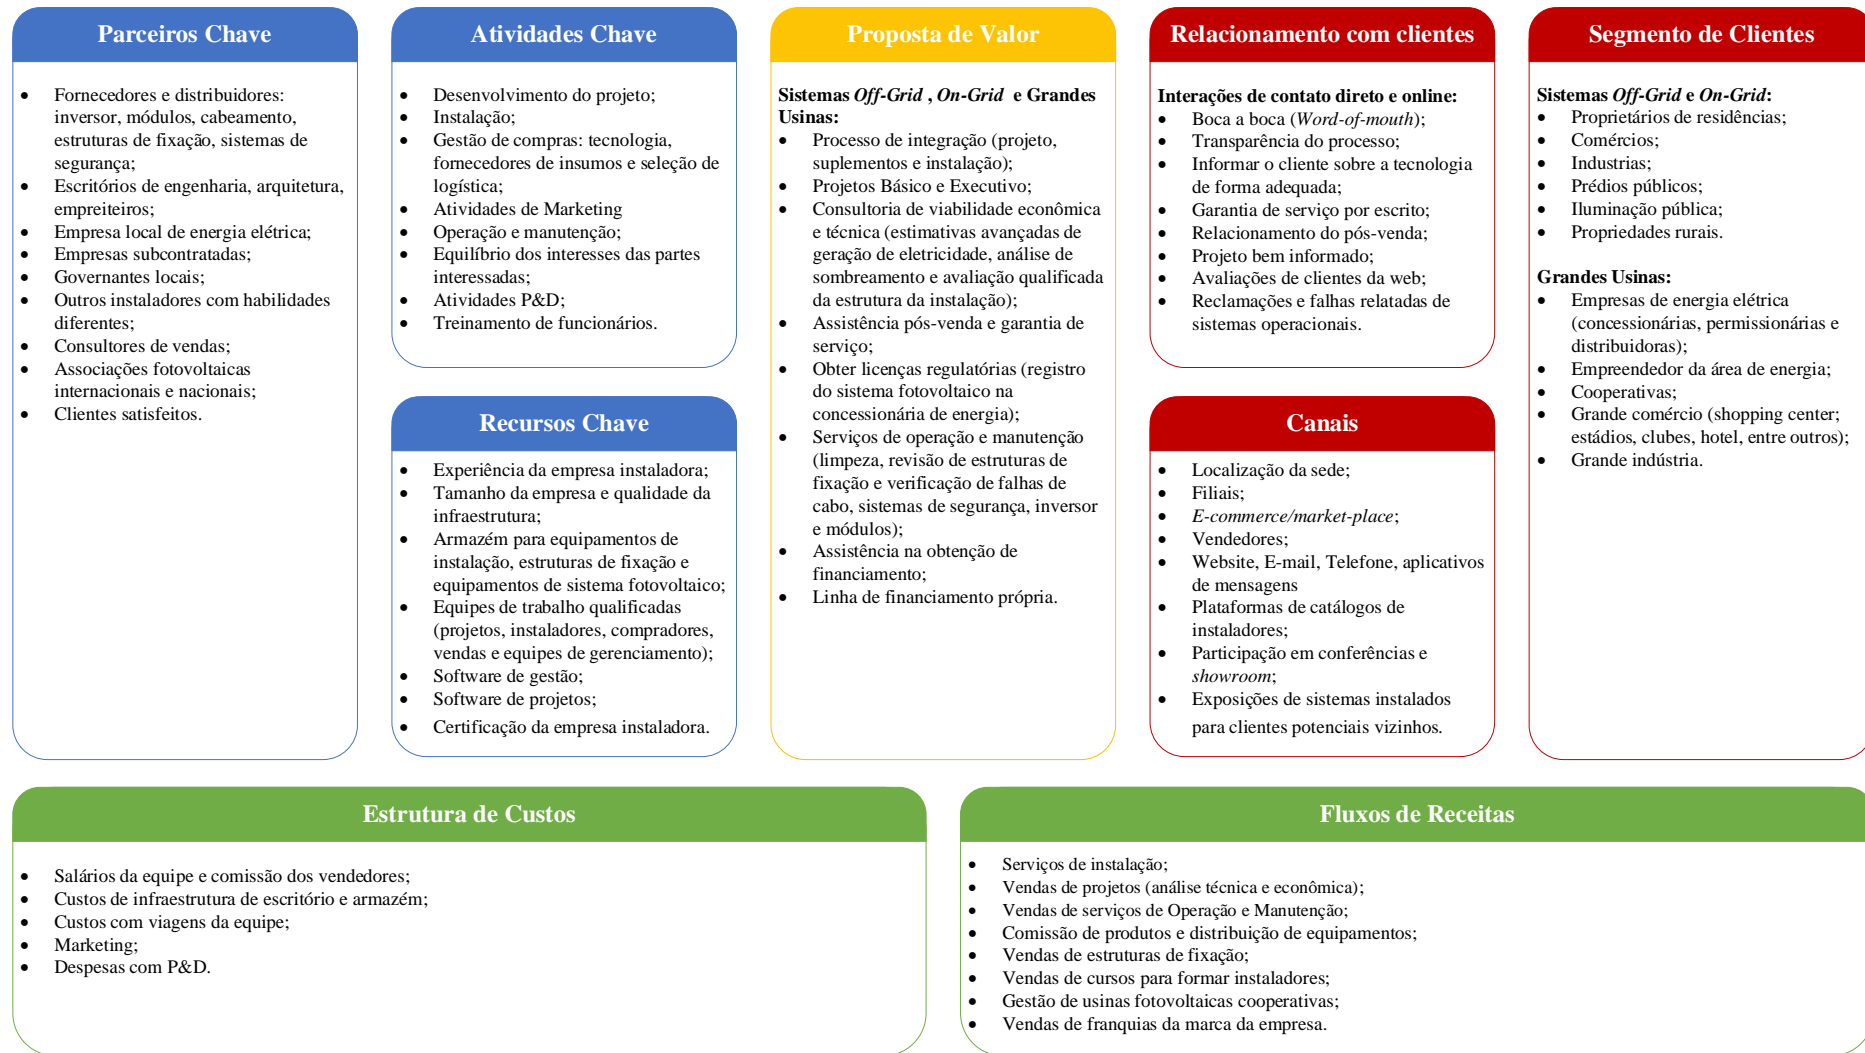 Parceiros Chave
• Fornecedores e distribuidores:
inversor, módulos, cabeamento,
estruturas de fixação, sistemas de
segurança;
• Escritórios de engenharia, arquitetura,
empreiteiros;
• Empresa local de energia elétrica;
• Empresas subcontratadas;
• Governantes locais;
• Outros instaladores com habilidades
diferentes;
• Consultores de vendas;
• Associações fotovoltaicas
internacionais e nacionais;
• Clientes satisfeitos.
Atividades Chave
• Desenvolvimento do projeto;
• Instalação;
• Gestão de compras: tecnologia,
fornecedores de insumos e seleção de
logística;
• Atividades de Marketing
• Operação e manutenção;
• Equilíbrio dos interesses das partes
interessadas;
• Atividades P&D;
• Treinamento de funcionários.
Recursos Chave
• Experiência da empresa instaladora;
• Tamanho da empresa e qualidade da
infraestrutura;
• Armazém para equipamentos de
instalação, estruturas de fixação e
equipamentos de sistema fotovoltaico;
• Equipes de trabalho qualificadas
(projetos, instaladores, compradores,
vendas e equipes de gerenciamento);
• Software de gestão;
• Software de projetos;
• Certificação da empresa instaladora.
Proposta de Valor
Sistemas Off-Grid , On-Grid e Grandes
Usinas:
• Processo de integração (projeto,
suplementos e instalação);
• Projetos Básico e Executivo;
• Consultoria de viabilidade econômica
e técnica (estimativas avançadas de
geração de eletricidade, análise de
sombreamento e avaliação qualificada
da estrutura da instalação);
• Assistência pós-venda e garantia de
serviço;
• Obter licenças regulatórias (registro
do sistema fotovoltaico na
concessionária de energia);
• Serviços de operação e manutenção
(limpeza, revisão de estruturas de
fixação e verificação de falhas de
cabo, sistemas de segurança, inversor
e módulos);
• Assistência na obtenção de
financiamento;
• Linha de financiamento própria.
Relacionamento com clientes
Interações de contato direto e online:
• Boca a boca (Word-of-mouth);
• Transparência do processo;
• Informar o cliente sobre a tecnologia
de forma adequada;
• Garantia de serviço por escrito;
• Relacionamento do pós-venda;
• Projeto bem informado;
• Avaliações de clientes da web;
• Reclamações e falhas relatadas de
sistemas operacionais.
Canais
• Localização da sede;
• Filiais;
• E-commerce/market-place;
• Vendedores;
• Website, E-mail, Telefone, aplicativos
de mensagens
• Plataformas de catálogos de
instaladores;
• Participação em conferências e
showroom;
• Exposições de sistemas instalados
para clientes potenciais vizinhos.
Segmento de Clientes
Sistemas Off-Grid e On-Grid:
• Proprietários de residências;
• Comércios;
• Industrias;
• Prédios públicos;
• Iluminação pública;
• Propriedades rurais.
Grandes Usinas:
• Empresas de energia elétrica
(concessionárias, permissionárias e
distribuidoras);
• Empreendedor da área de energia;
• Cooperativas;
• Grande comércio (shopping center;
estádios, clubes, hotel, entre outros);
• Grande indústria.
Estrutura de Custos
• Salários da equipe e comissão dos vendedores;
• Custos de infraestrutura de escritório e armazém;
• Custos com viagens da equipe;
• Marketing;
• Despesas com P&D.
Fluxos de Receitas
• Serviços de instalação;
• Vendas de projetos (análise técnica e econômica);
• Vendas de serviços de Operação e Manutenção;
• Comissão de produtos e distribuição de equipamentos;
• Vendas de estruturas de fixação;
• Vendas de cursos para formar instaladores;
• Gestão de usinas fotovoltaicas cooperativas;
• Vendas de franquias da marca da empresa.